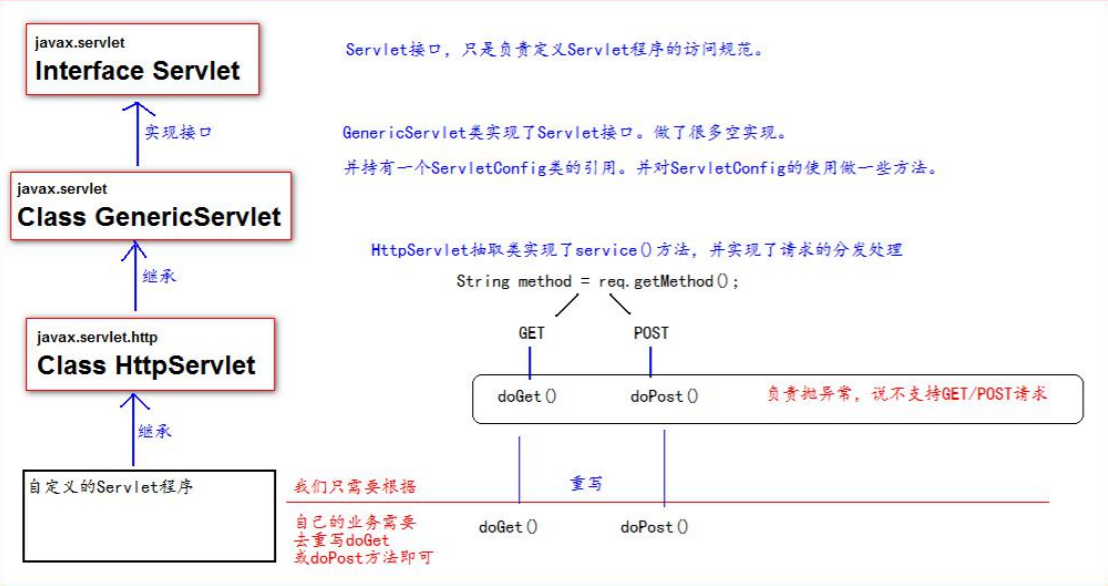 javax.servlet
Interface Servlet
Servlet接口，只是负责定义Servlet程序的访问规范。
实现接口
GenericServlet类实现了Servlet接口。做了很多空实现。
并持有一个ServletConfig类的引用。并对ServletConfig的使用做一些方法。
javax.servlet
Class GenericServlet
继承
HttpServlet抽取类实现了service()方法，并实现了请求的分发处理
String method = req.getMethod();
GET POST
javax.servlet.http
Class HttpServlet
doGet() doPost() 负责抛异常，说不支持GET/POST请求
继承
自定义的Servlet程序
我们只需要根据
重写
自己的业务需要
去重写doGet
或doPost方法即可
doGet() doPost()